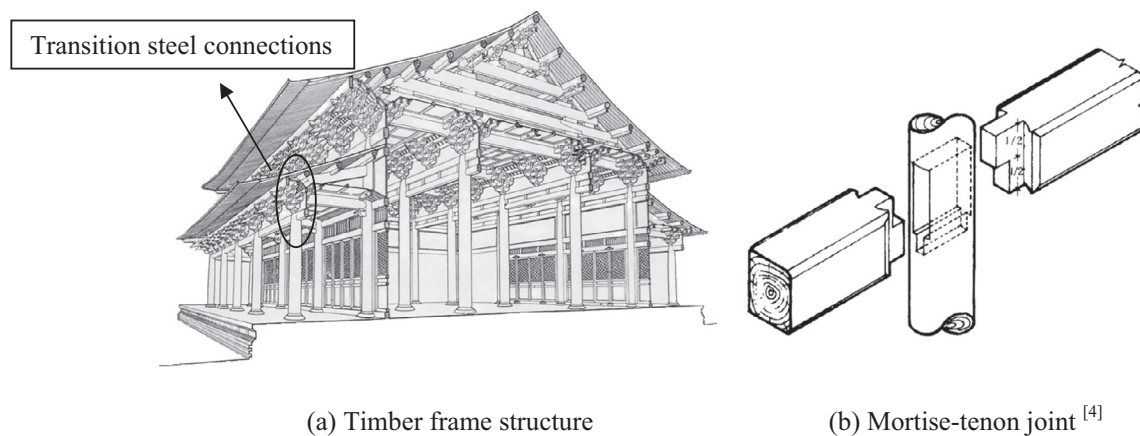 Transition steel connections
1/2
1/2
(a) Timber frame structure
(b) Mortise-tenon joint [4]